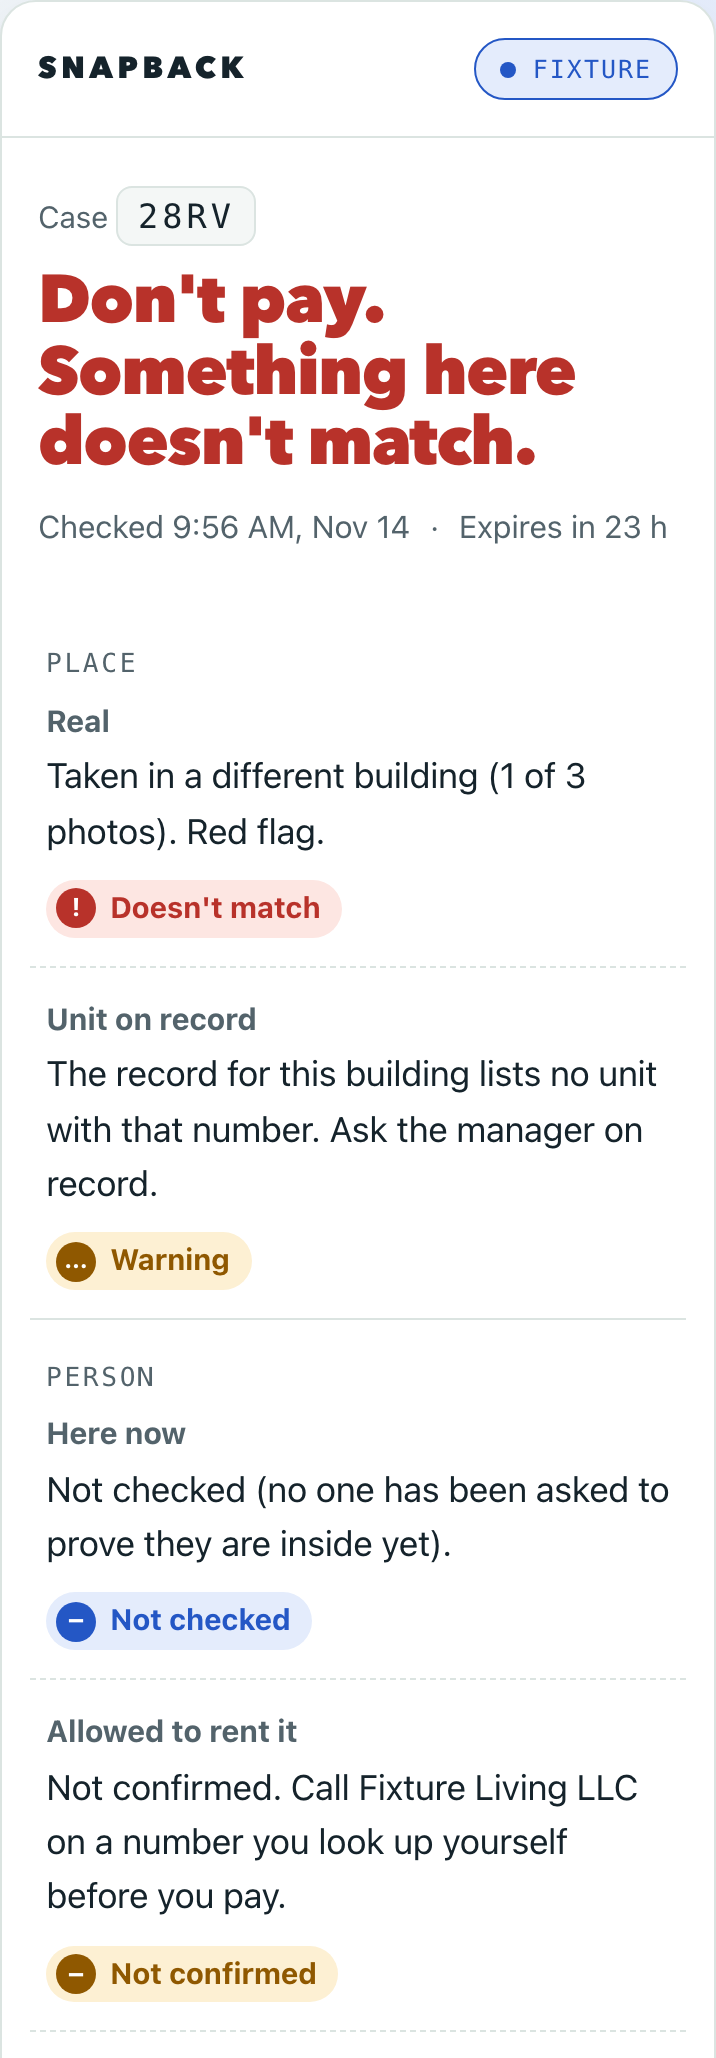 SNAPBACK
FIXTURE
Case 28RV
Don't pay.
Something here
doesn't match.
Checked 9:56 AM, Nov 14 · Expires in 23 h
PLACE
Real
Taken in a different building (1 of 3
photos). Red flag.
! Doesn't match
Unit on record
The record for this building lists no unit
with that number. Ask the manager on
record.
... Warning
PERSON
Here now
Not checked (no one has been asked to
prove they are inside yet).
– Not checked
Allowed to rent it
Not confirmed. Call Fixture Living LLC
on a number you look up yourself
before you pay.
– Not confirmed